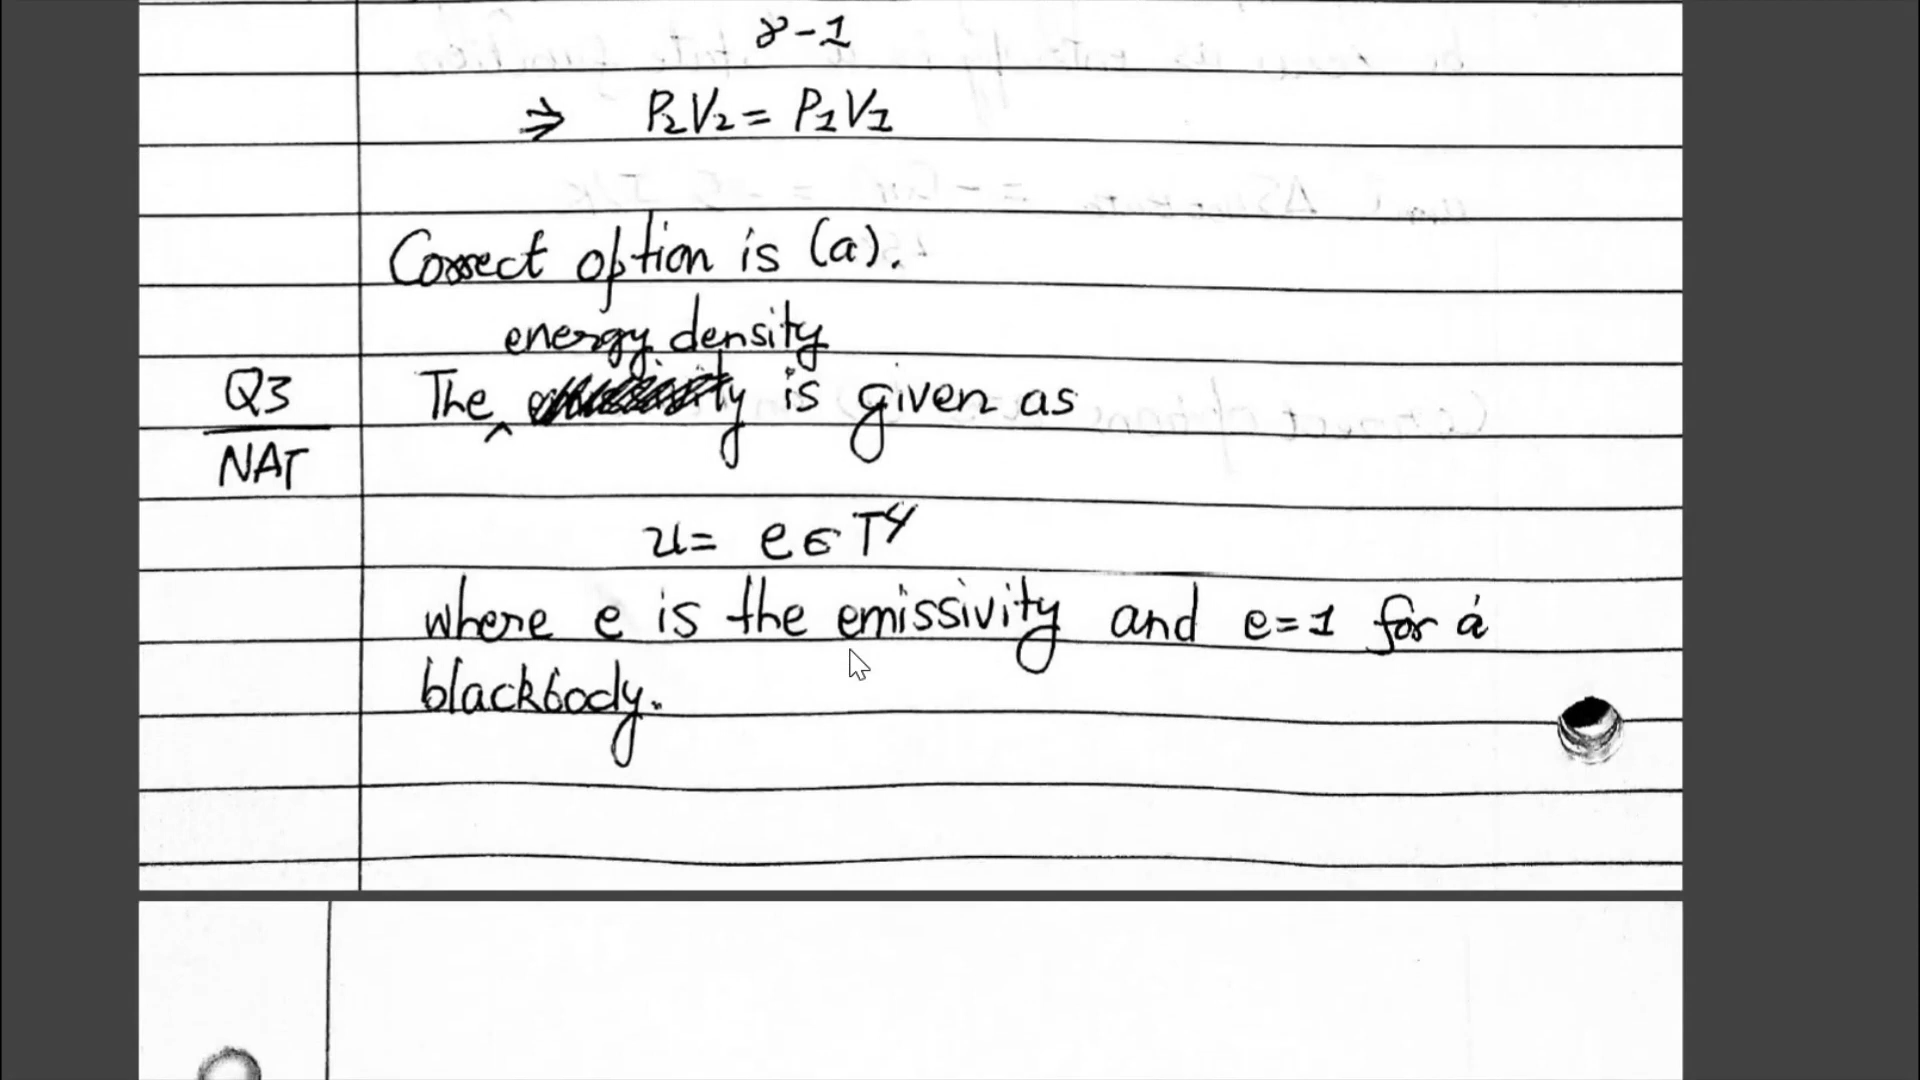 γ-1
⇒ P₂V₂ = P₁V₁
Correct option is (a).
energy density
Q3 The is given as
NAT
u = eσT⁴
where e is the emissivity and e=1 for a
blackbody.